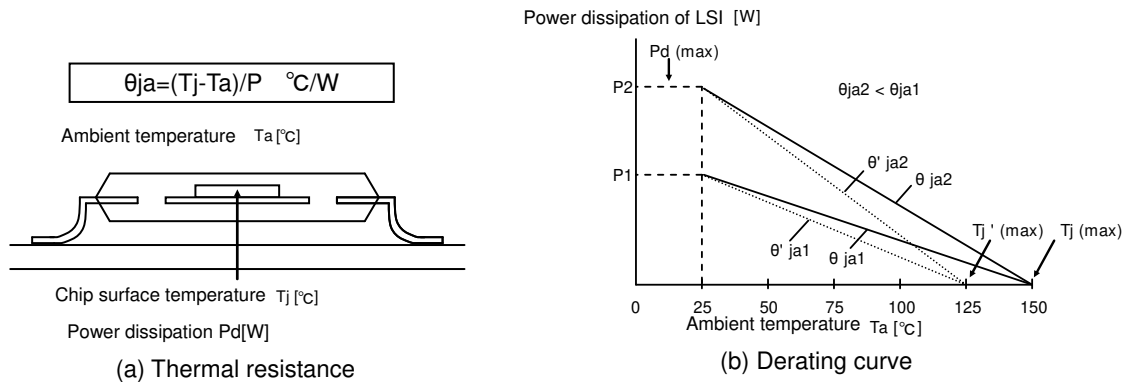 θja=(Tj-Ta)/P °C/W
Ambient temperature Ta [°C]
Chip surface temperature Tj [°C]
Power dissipation Pd[W]
(a) Thermal resistance
Power dissipation of LSI [W]
Pd (max)
P2
θja2 < θja1
θ' ja2
θ ja2
P1
Tj ' (max)
Tj (max)
θ' ja1
θ ja1
0 25 50 75 100 125 150
Ambient temperature Ta [°C]
(b) Derating curve